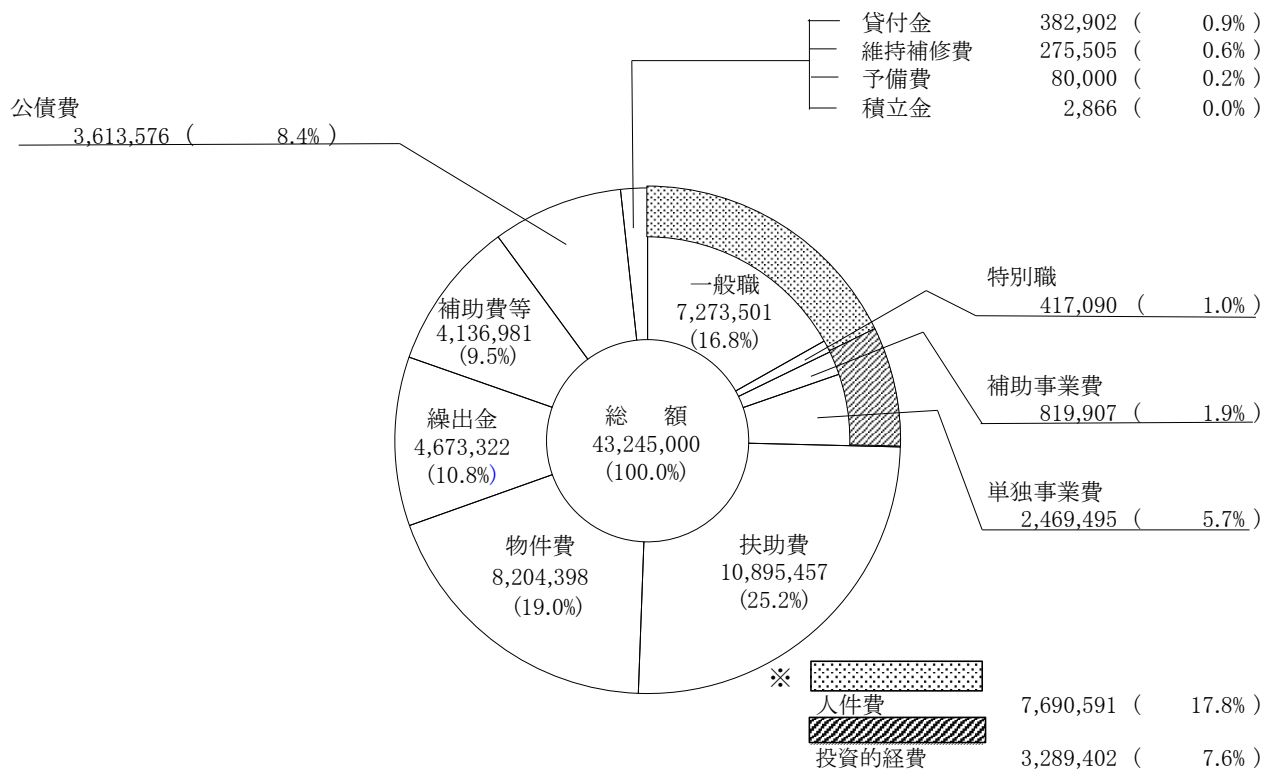 貸付金 382,902 ( 0.9% )
維持補修費 275,505 ( 0.6% )
予備費 80,000 ( 0.2% )
積立金 2,866 ( 0.0% )
公債費
3,613,576 ( 8.4% )
一般職
7,273,501
(16.8%)
特別職
417,090 ( 1.0% )
補助事業費
819,907 ( 1.9% )
単独事業費
2,469,495 ( 5.7% )
補助費等
4,136,981
(9.5%)
繰出金
4,673,322
(10.8%)
総 額
43,245,000
(100.0%)
物件費
8,204,398
(19.0%)
扶助費
10,895,457
(25.2%)
※
人件費 7,690,591 ( 17.8% )
投資的経費 3,289,402 ( 7.6% )